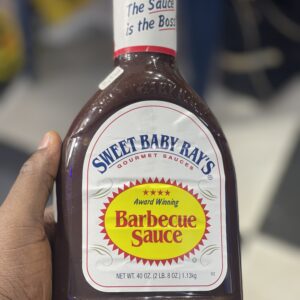 The Sauce
is the Boss
SWEET BABY RAY'S
GOURMET SAUCES
Award Winning
Barbecue
Sauce
NET WT. 40 OZ. (2 LB. 8 OZ.) 1.13kg